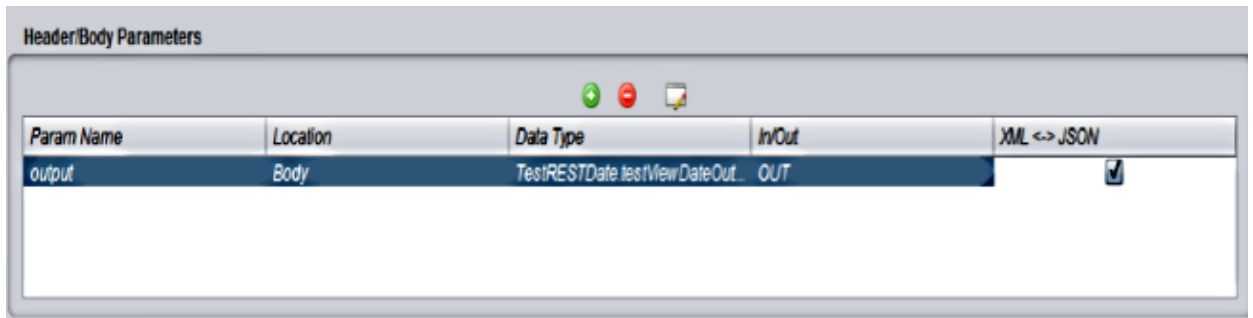 Header/Body Parameters
Param Name Location Data Type In/Out XML <-> JSON
output Body TestRESTDate.testViewDateOut... OUT